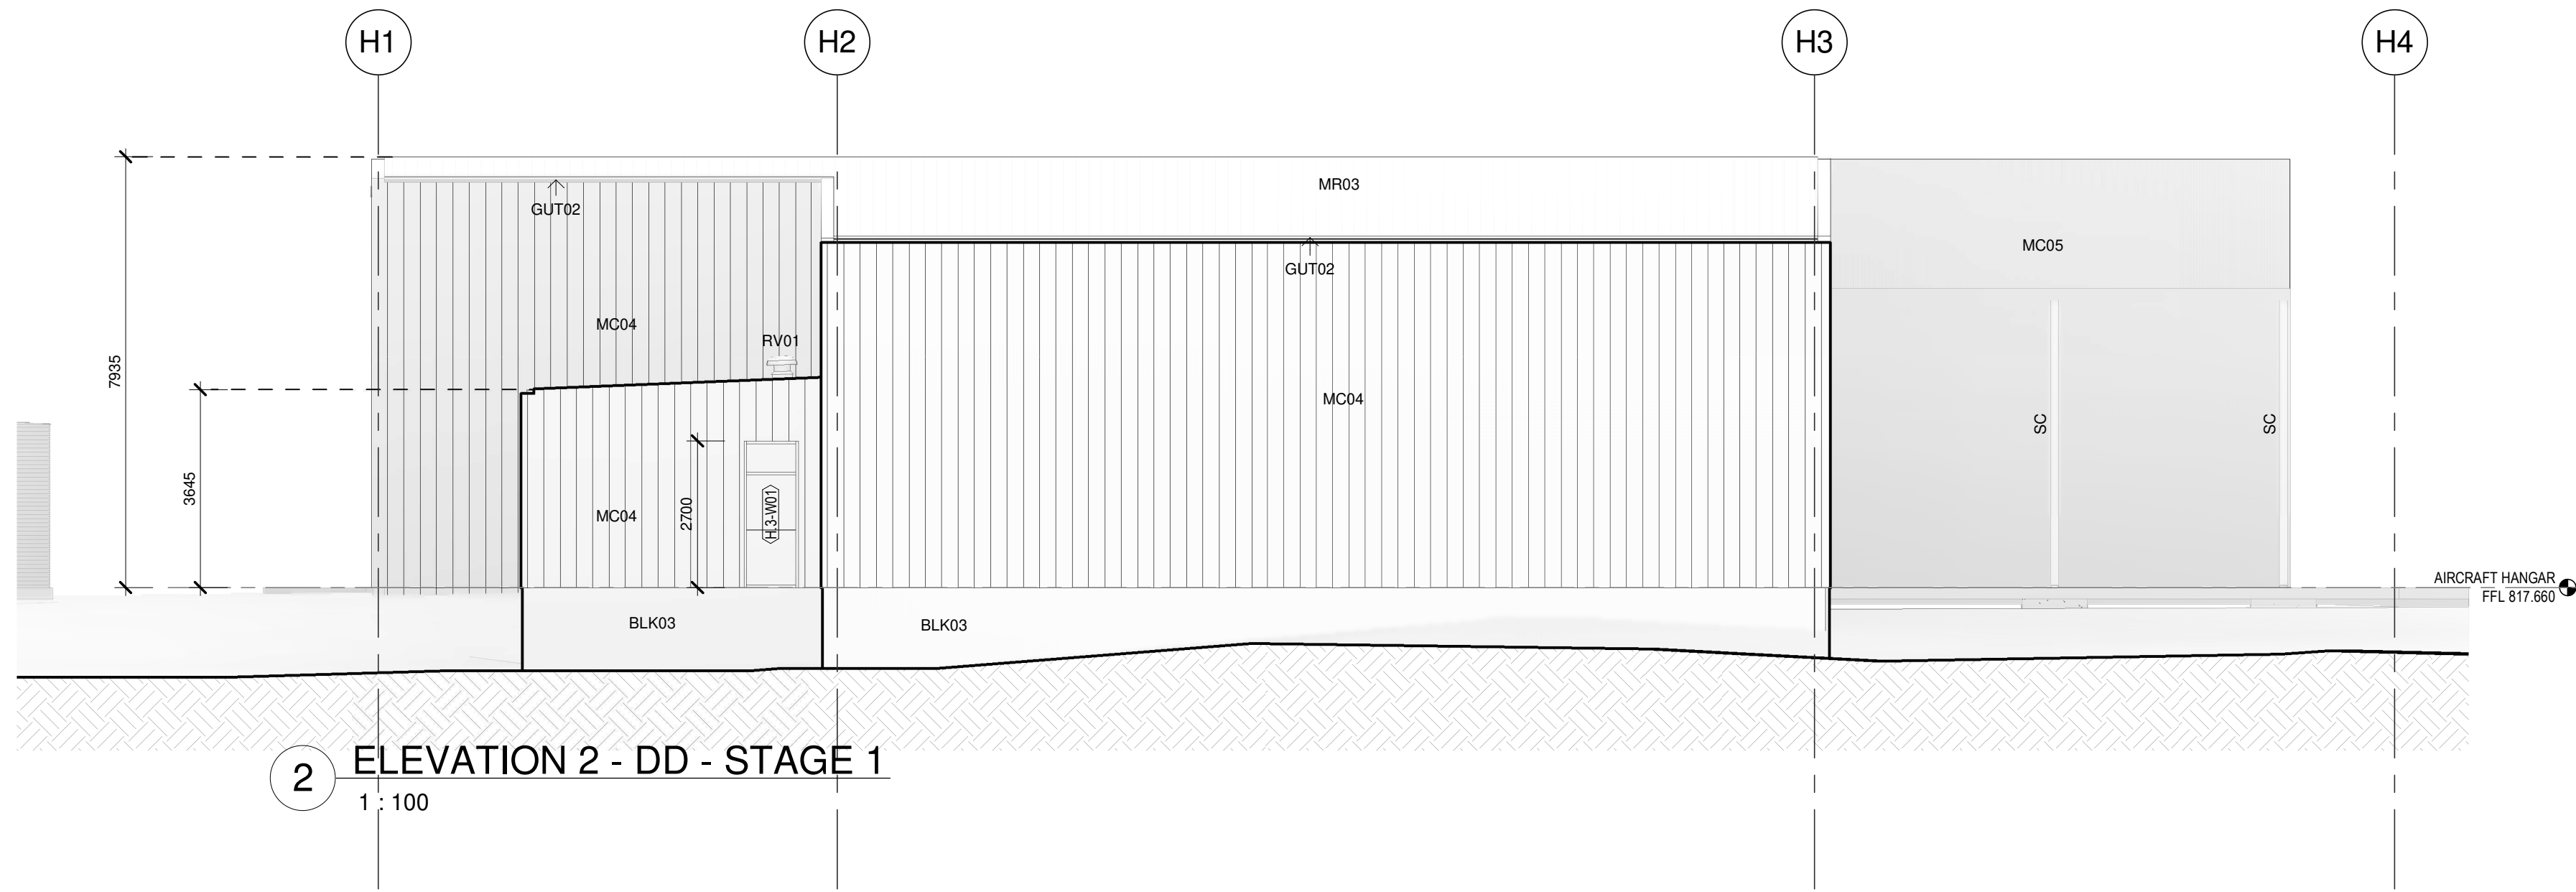 H1
H2
H3
H4
MR03
GUT02
MC05
GUT02
MC04
RV01
7935
MC04
SC
SC
3645
2700
H.3-W01
MC04
AIRCRAFT HANGAR
FFL 817.660
BLK03
BLK03
2
ELEVATION 2 - DD - STAGE 1
1 : 100